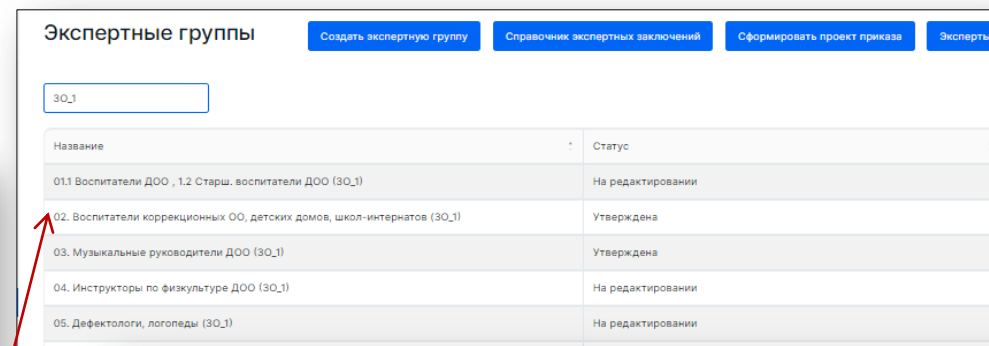 Экспертные группы
Создать экспертную группу Справочник экспертных заключений Сформировать проект приказа Эксперты
ЗО_1
Название Статус
01.1 Воспитатели ДОО , 1.2 Старш. воспитатели ДОО (ЗО_1) На редактировании
02. Воспитатели коррекционных ОО, детских домов, школ-интернатов (ЗО_1) Утверждена
03. Музыкальные руководители ДОО (ЗО_1) Утверждена
04. Инструкторы по физкультуре ДОО (ЗО_1) На редактировании
05. Дефектологи, логопеды (ЗО_1) На редактировании